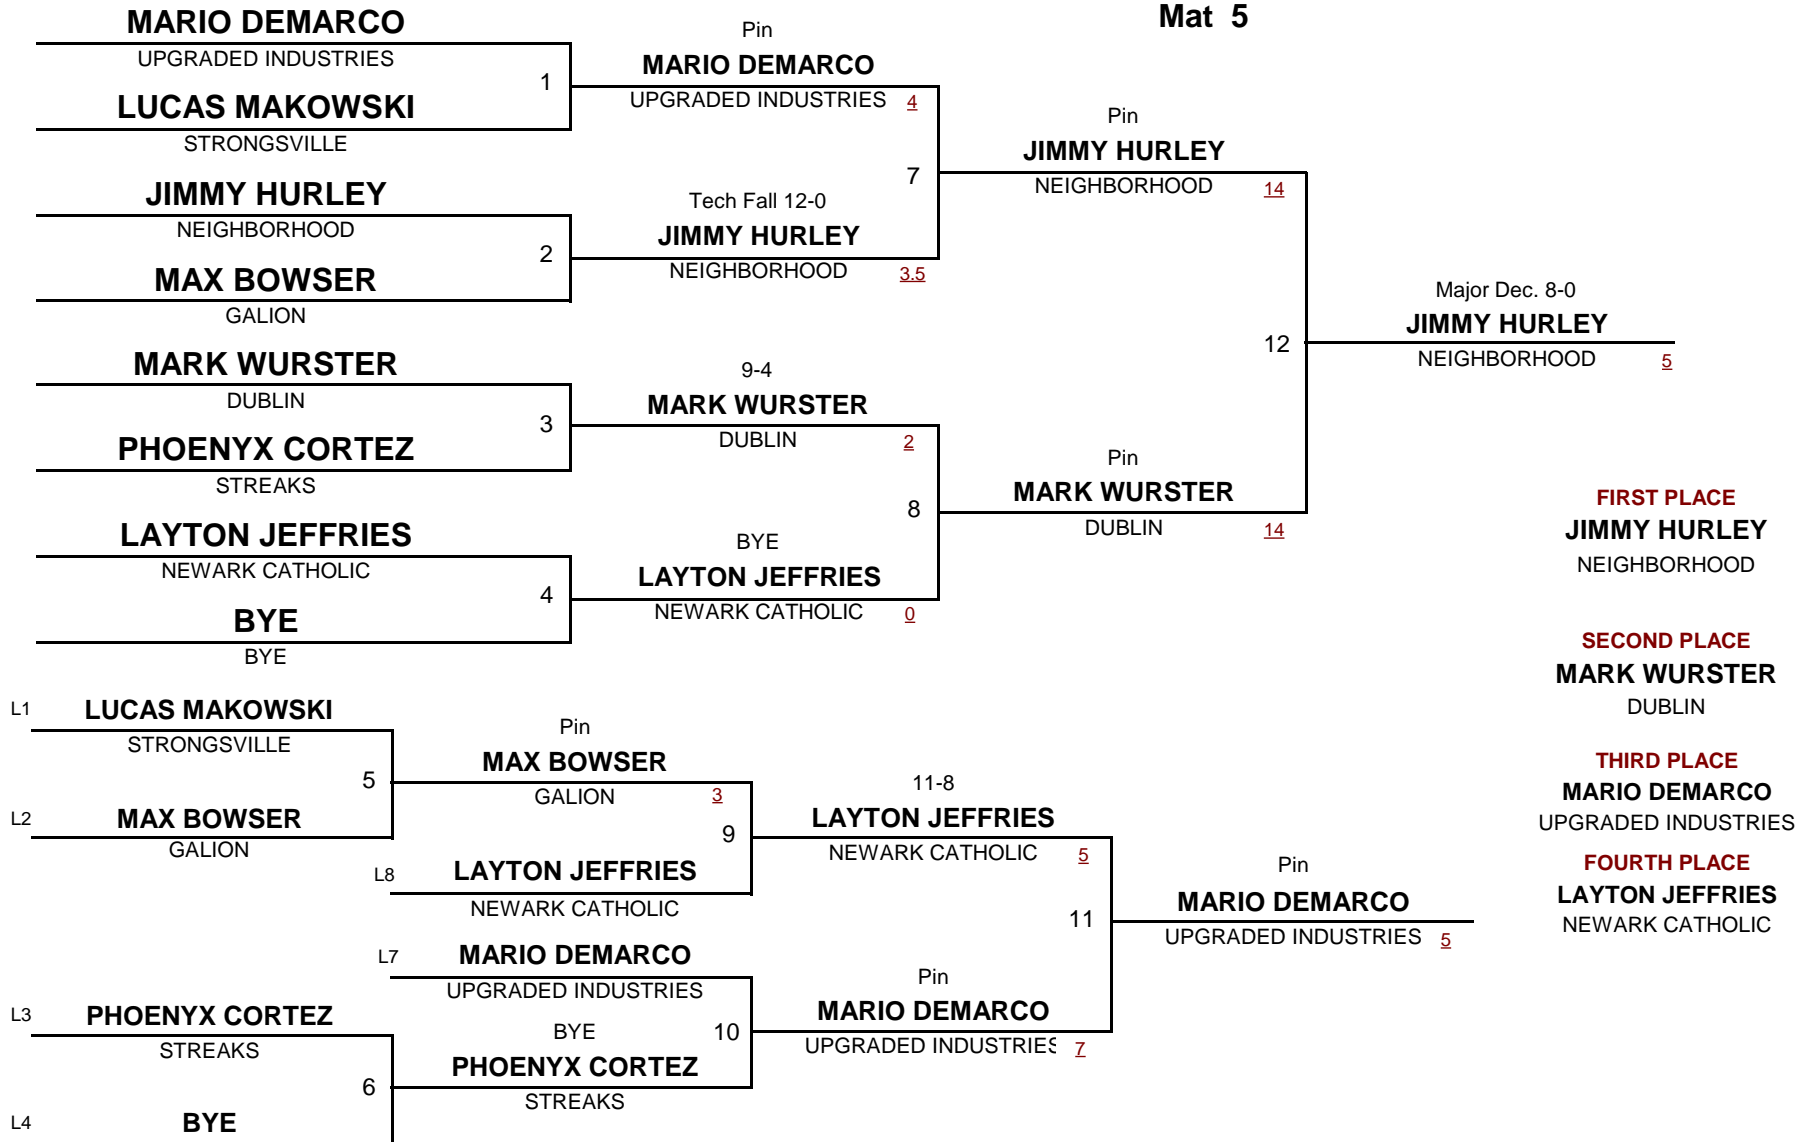 Mat 5
MARIO DEMARCO
UPGRADED INDUSTRIES
1
LUCAS MAKOWSKI
STRONGSVILLE
JIMMY HURLEY
NEIGHBORHOOD
2
MAX BOWSER
GALION
MARK WURSTER
DUBLIN
3
PHOENYX CORTEZ
STREAKS
LAYTON JEFFRIES
NEWARK CATHOLIC
4
BYE
BYE
Pin
MARIO DEMARCO
UPGRADED INDUSTRIES 4
7
Tech Fall 12-0
JIMMY HURLEY
NEIGHBORHOOD 3.5
9-4
MARK WURSTER
DUBLIN 2
8
BYE
LAYTON JEFFRIES
NEWARK CATHOLIC 0
Pin
JIMMY HURLEY
NEIGHBORHOOD 14
12
Pin
MARK WURSTER
DUBLIN 14
Major Dec. 8-0
JIMMY HURLEY
NEIGHBORHOOD 5
FIRST PLACE
JIMMY HURLEY
NEIGHBORHOOD
SECOND PLACE
MARK WURSTER
DUBLIN
THIRD PLACE
MARIO DEMARCO
UPGRADED INDUSTRIES
FOURTH PLACE
LAYTON JEFFRIES
NEWARK CATHOLIC
L1 LUCAS MAKOWSKI
STRONGSVILLE
5
L2 MAX BOWSER
GALION
L3 PHOENYX CORTEZ
STREAKS
6
L4 BYE
Pin
MAX BOWSER
GALION 3
9
L8 LAYTON JEFFRIES
NEWARK CATHOLIC
L7 MARIO DEMARCO
UPGRADED INDUSTRIES
BYE 10
PHOENYX CORTEZ
STREAKS
11-8
LAYTON JEFFRIES
NEWARK CATHOLIC 5
11
Pin
MARIO DEMARCO
UPGRADED INDUSTRIES 7
Pin
MARIO DEMARCO
UPGRADED INDUSTRIES 5